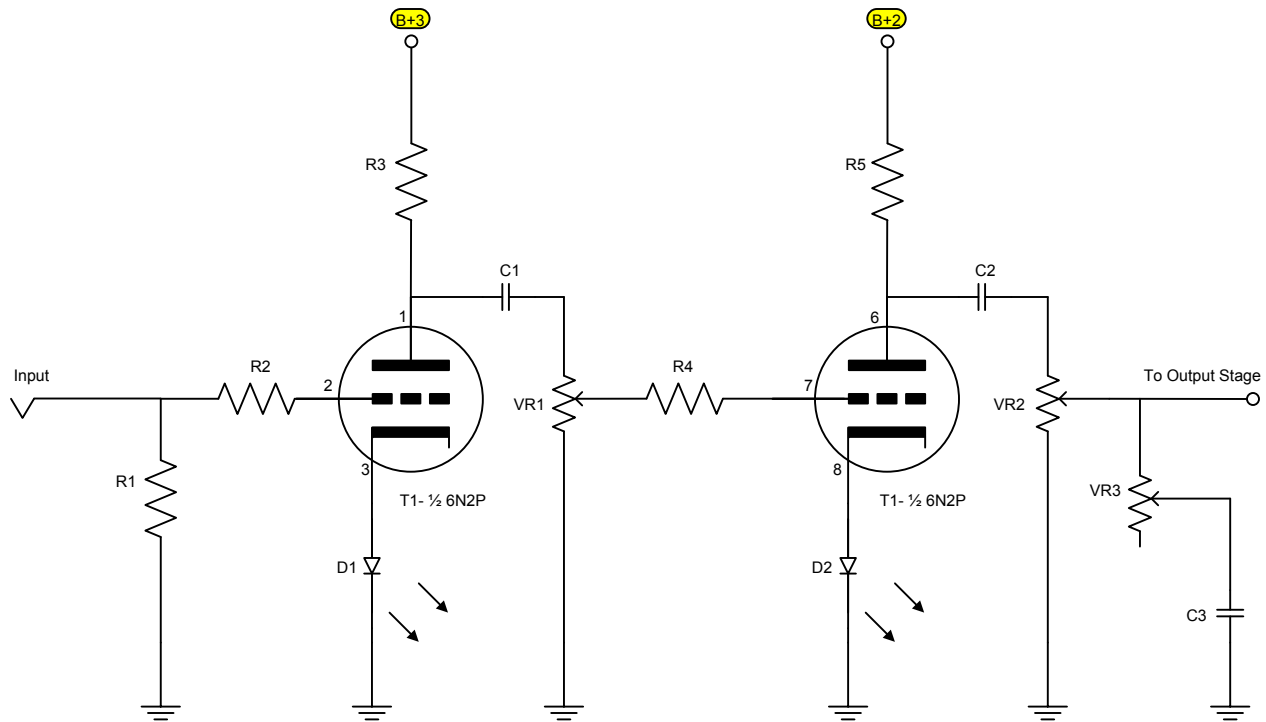 B+3
B+2
R3
R5
C1
C2
1
6
Input
R2
2
VR1
R4
7
VR2
To Output Stage
R1
3
8
VR3
T1- ½ 6N2P
T1- ½ 6N2P
D1
D2
C3